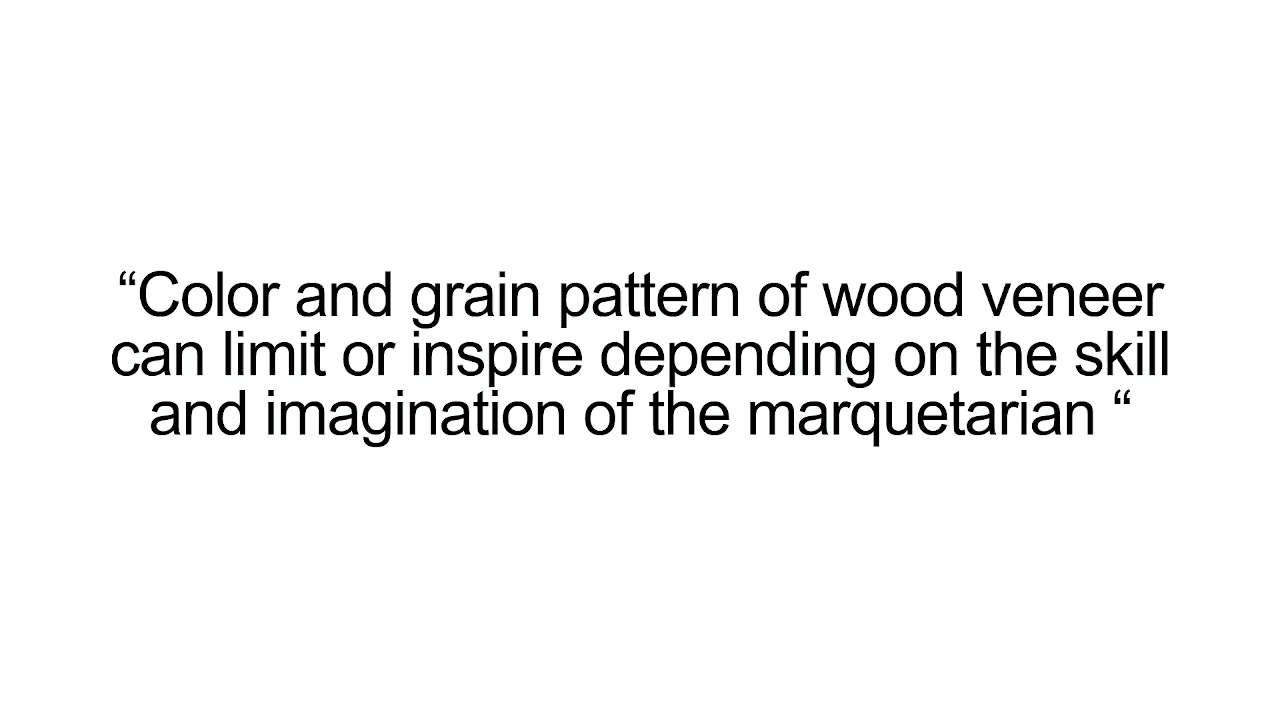 “Color and grain pattern of wood veneer
can limit or inspire depending on the skill
and imagination of the marquetarian “